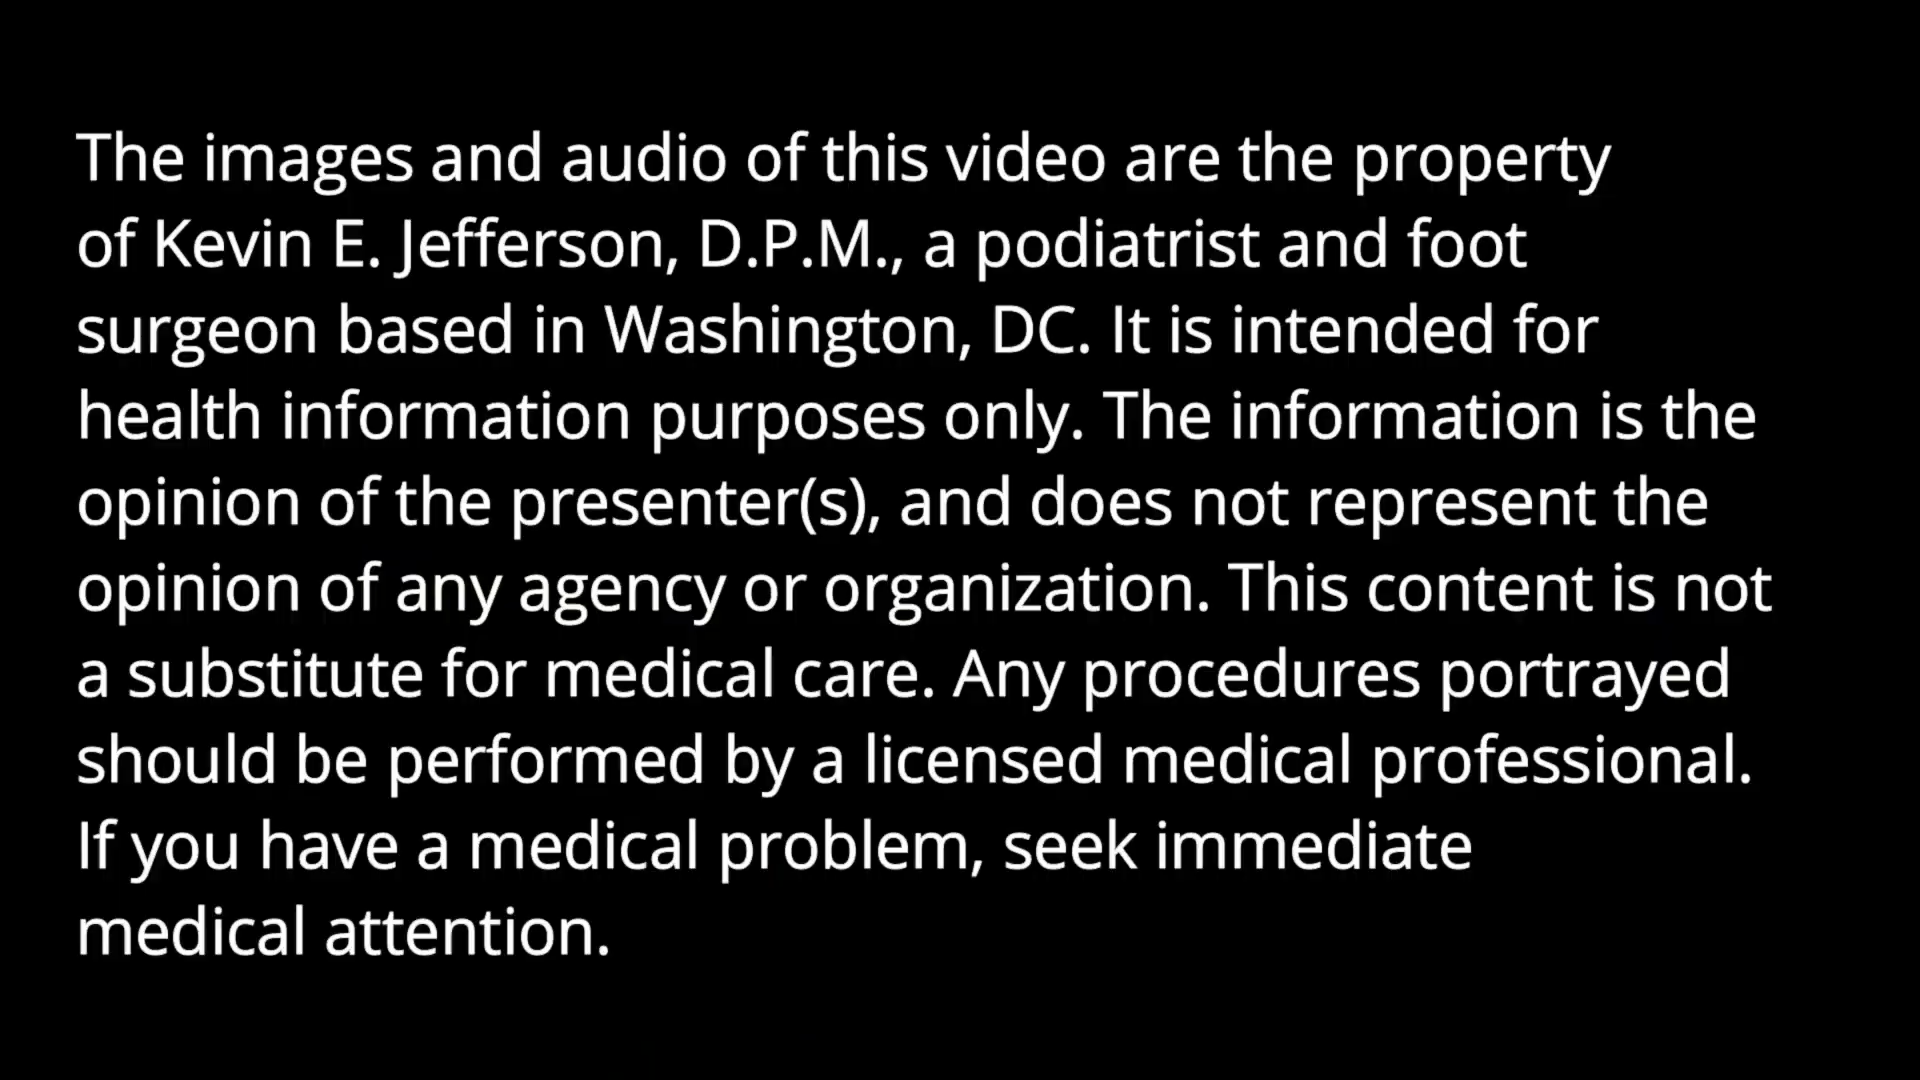 The images and audio of this video are the property
of Kevin E. Jefferson, D.P.M., a podiatrist and foot
surgeon based in Washington, DC. It is intended for
health information purposes only. The information is the
opinion of the presenter(s), and does not represent the
opinion of any agency or organization. This content is not
a substitute for medical care. Any procedures portrayed
should be performed by a licensed medical professional.
If you have a medical problem, seek immediate
medical attention.